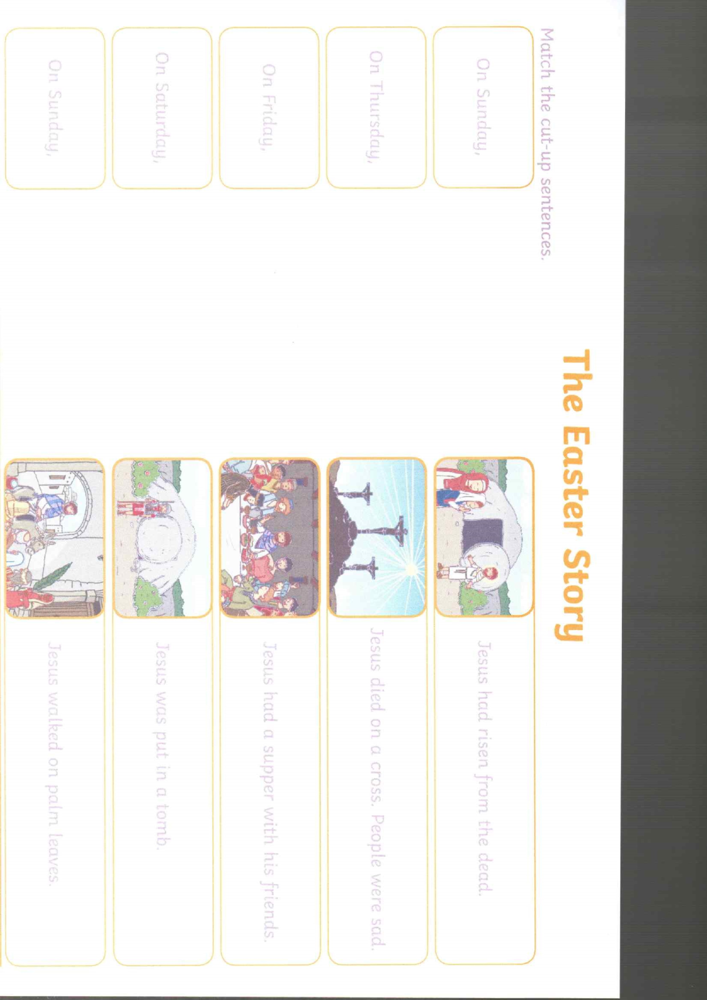 The Easter Story
Match the cut-up sentences.
On Sunday,
Jesus had risen from the dead.
On Thursday,
Jesus died on a cross. People were sad.
On Friday,
Jesus had a supper with his friends.
On Saturday,
Jesus was put in a tomb.
On Sunday,
Jesus walked on palm leaves.